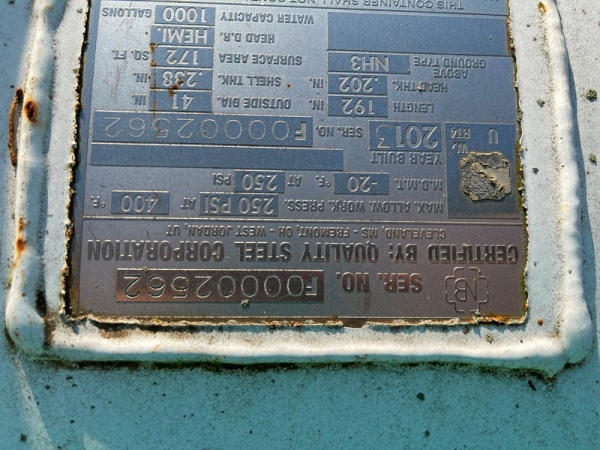 NB
SER. NO. F00002562
CERTIFIED BY: QUALITY STEEL CORPORATION
CLEVELAND, MS- FREMONT, OH - WEST JORDAN, UT
MAX. ALLOW. WORK. PRESS. 250 PSI AT 400 °F.
M.D.M.T. -20 °F. AT 250 PSI
U
W,
RT4
YEAR BUILT
2013
SER. NO. F00002562
LENGTH 192 IN. OUTSIDE DIA. 41 IN
HEAD THK. .202 IN. SHELL THK. .238 IN.
ABOVE
GROUND TYPE NH3 SURFACE AREA 172 SQ. FT.
HEAD D.R. HEMI.
WATER CAPACITY 1000 GALLONS
THIS CONTAINER SHALL NOT